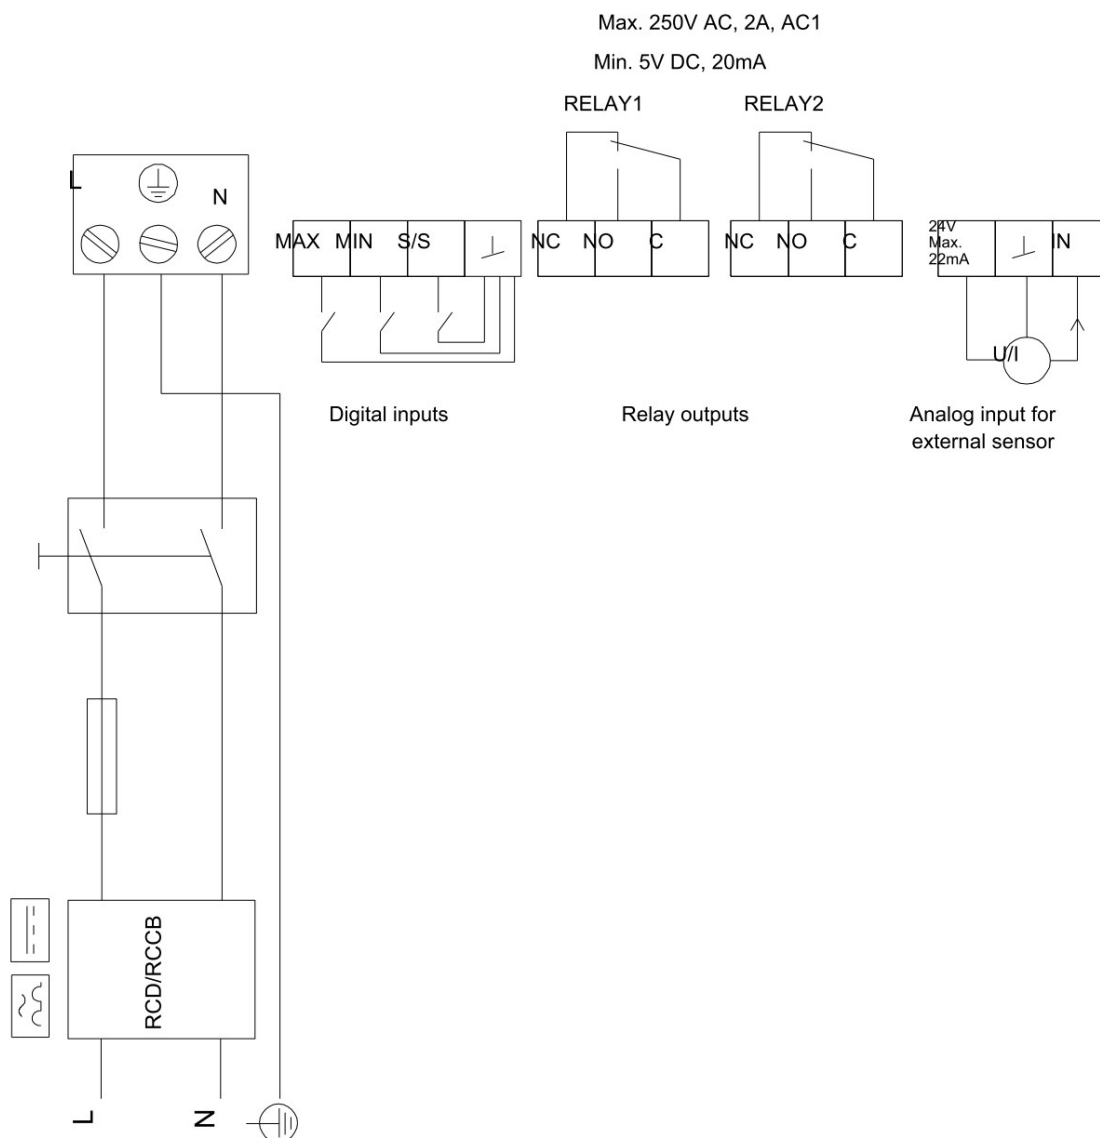 Max. 250V AC, 2A, AC1
Min. 5V DC, 20mA
RELAY1 RELAY2
L N
MAX MIN S/S NC NO C NC NO C 24V
Max.
22mA IN
U/I
Digital inputs Relay outputs Analog input for
external sensor
RCD/RCCB
L N